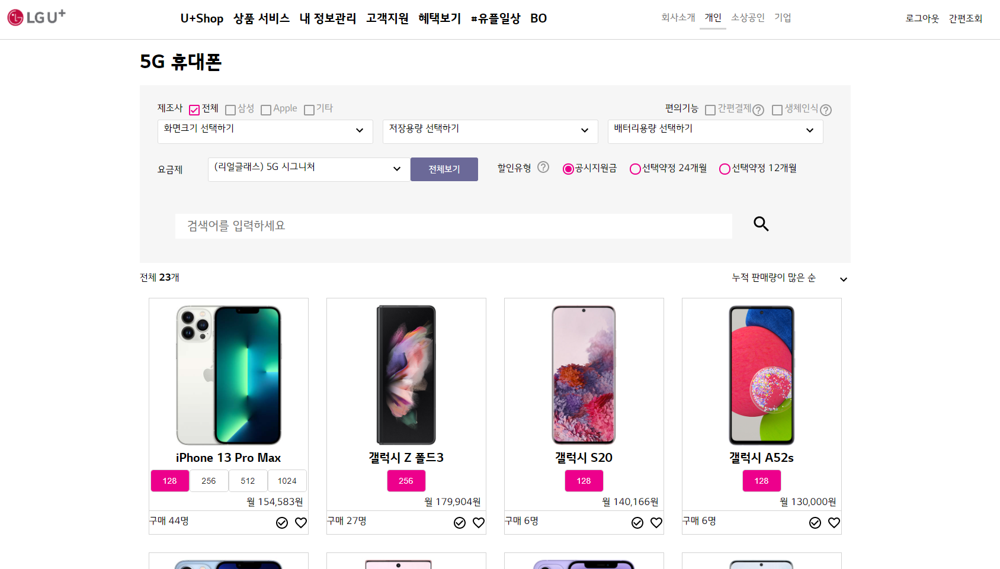 LG U+
U+Shop 상품 서비스 내 정보관리 고객지원 혜택보기 #유플일상 BO
회사소개 개인 소상공인 기업
로그아웃 간편조회
5G 휴대폰
제조사 전체 삼성 Apple 기타
편의기능 간편결제 ? 생체인식 ?
화면크기 선택하기 저장용량 선택하기 배터리용량 선택하기
요금제 (리얼글래스) 5G 시그니처 전체보기 할인유형 ? 공시지원금 선택약정 24개월 선택약정 12개월
검색어를 입력하세요
전체 23개
누적 판매량이 많은 순
iPhone 13 Pro Max
128 256 512 1024
월 154,583원
구매 44명
갤럭시 Z 폴드3
256
월 179,904원
구매 27명
갤럭시 S20
128
월 140,166원
구매 6명
갤럭시 A52s
128
월 130,000원
구매 6명